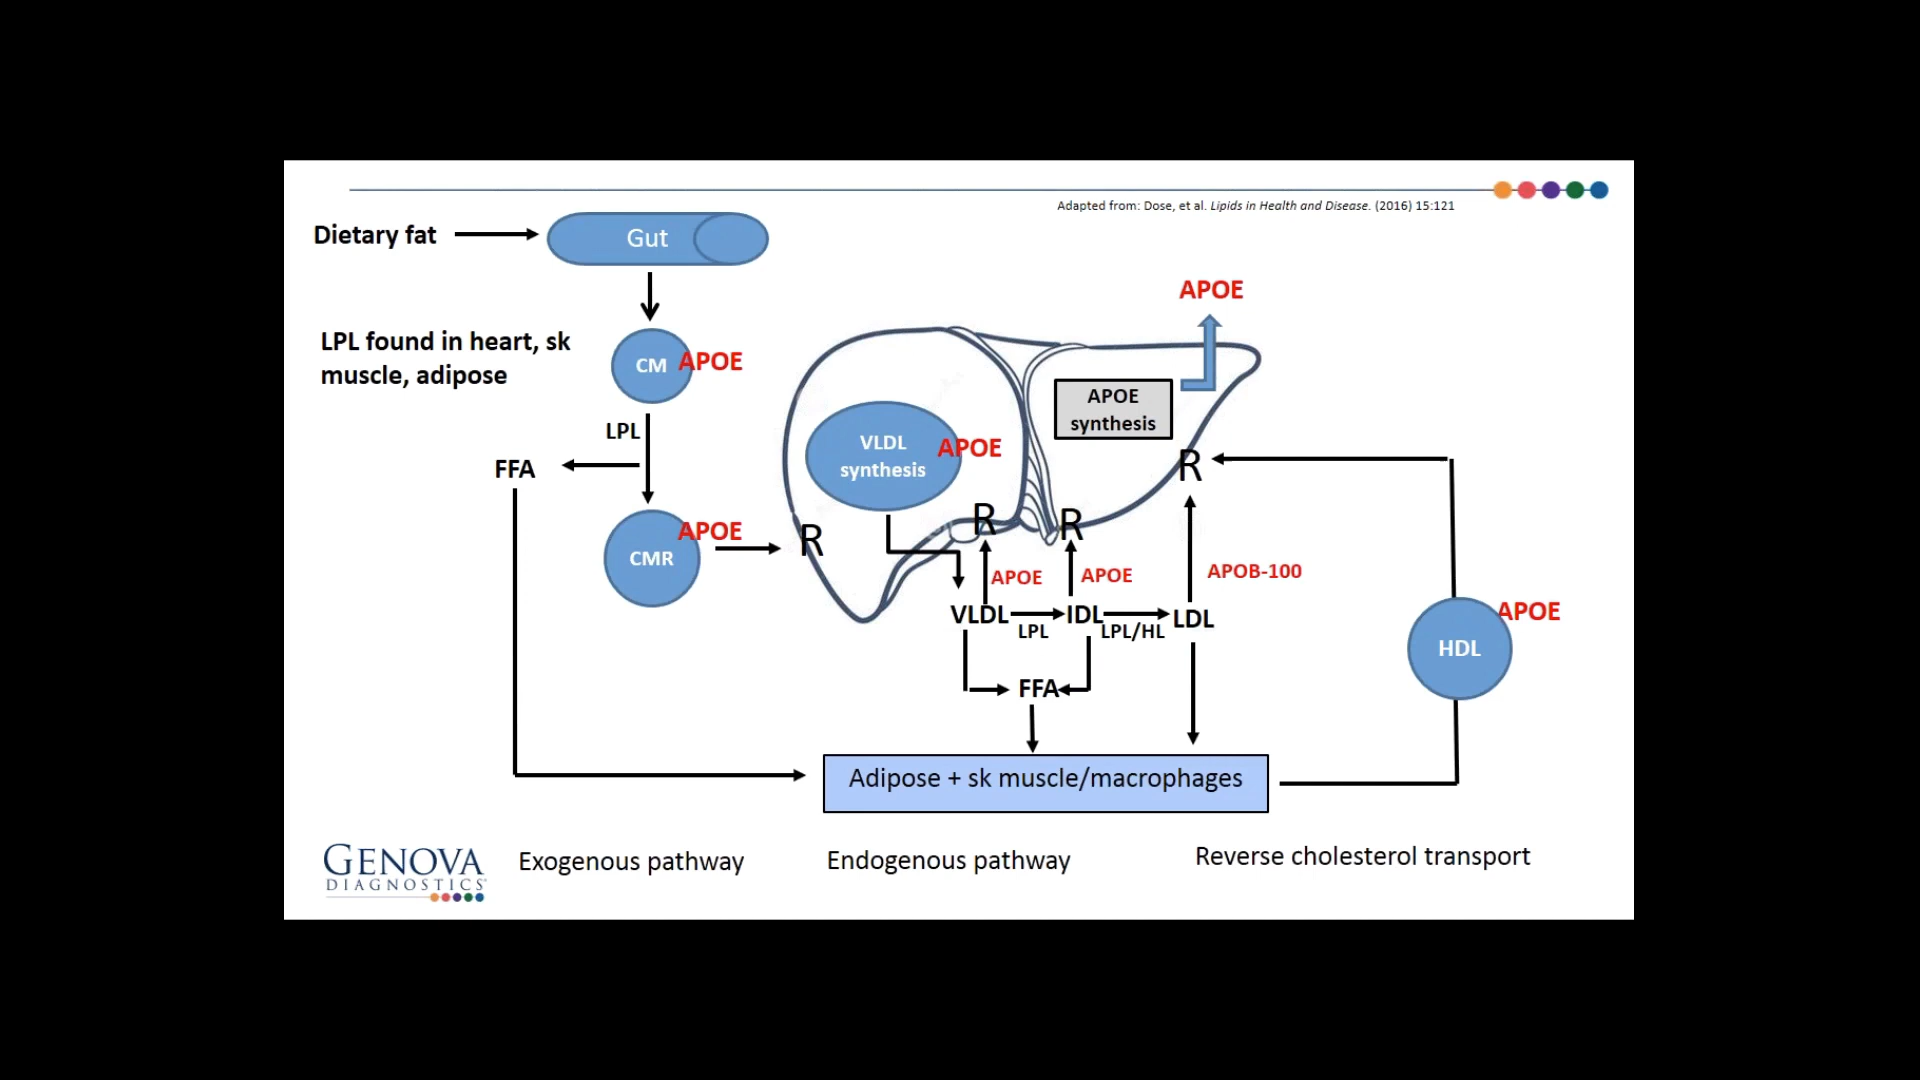 Adapted from: Dose, et al. Lipids in Health and Disease. (2016) 15:121
Dietary fat
Gut
APOE
LPL found in heart, sk
muscle, adipose
CM
APOE
APOE
synthesis
LPL
VLDL
synthesis
APOE
FFA
R
APOE
CMR
R
R
R
APOE
APOE
APOB-100
VLDL
LPL
IDL
LPL/HL
LDL
APOE
HDL
FFA
Adipose + sk muscle/macrophages
GENOVA
DIAGNOSTICS
Exogenous pathway
Endogenous pathway
Reverse cholesterol transport